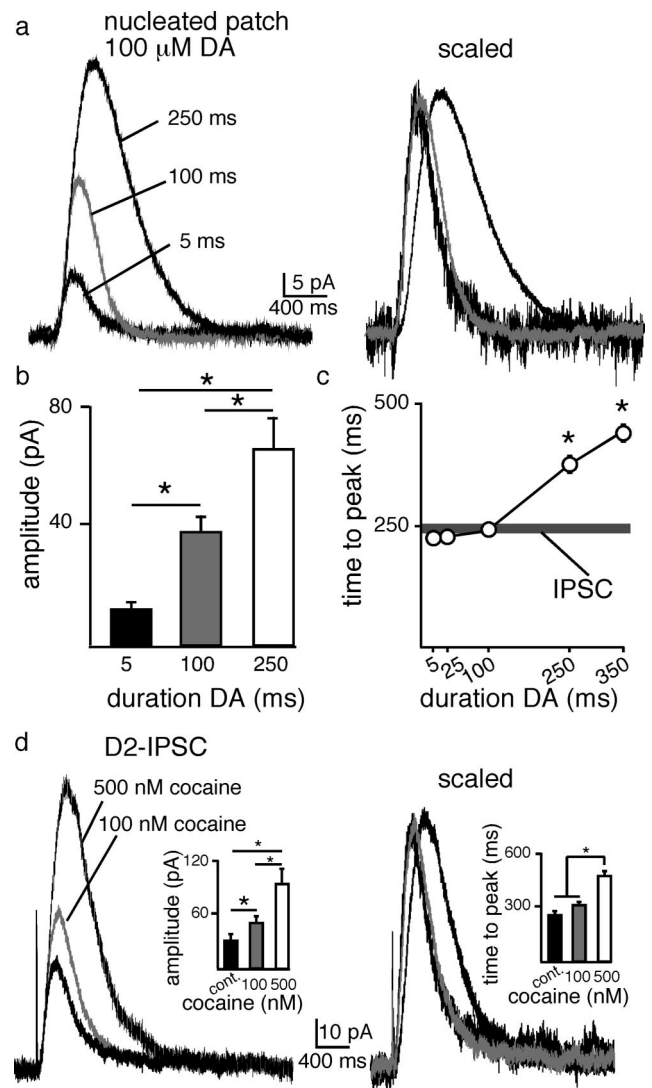 a
nucleated patch
100 µM DA
250 ms
100 ms
5 ms
5 pA
400 ms
scaled
b
*
*
*
80
40
amplitude (pA)
5 100 250
duration DA (ms)
c
500
250
time to peak (ms)
*
*
IPSC
5 25 100 250 350
duration DA (ms)
d
D2-IPSC
500 nM cocaine
100 nM cocaine
120
60
amplitude (pA)
*
*
*
cont. 100 500
cocaine (nM)
10 pA
400 ms
scaled
600
300
time to peak (ms)
*
cont. 100 500
cocaine (nM)